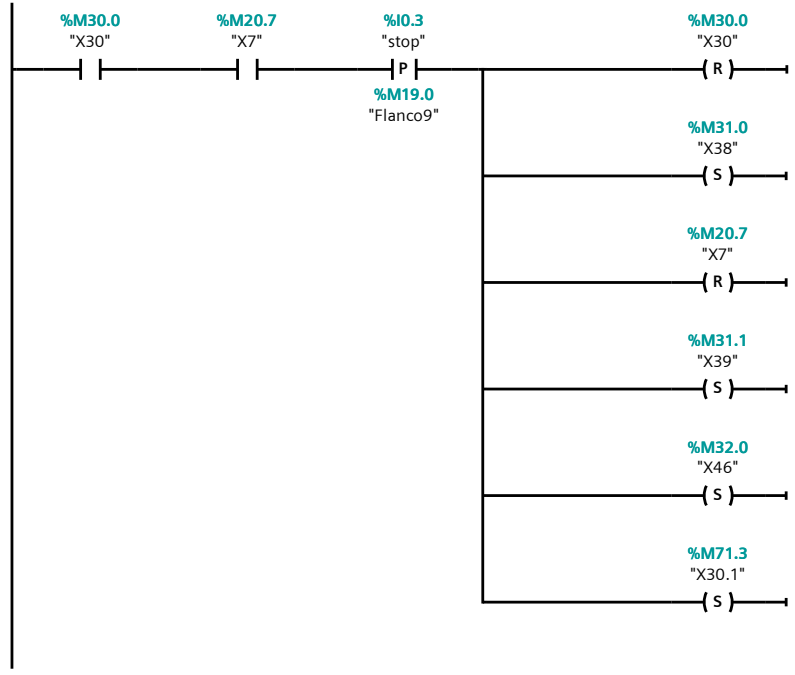 %M30.0 %M20.7 %I0.3 %M30.0
"X30" "X7" "stop" "X30"
P R
%M19.0
"Flanco9"
%M31.0
"X38"
S
%M20.7
"X7"
R
%M31.1
"X39"
S
%M32.0
"X46"
S
%M71.3
"X30.1"
S